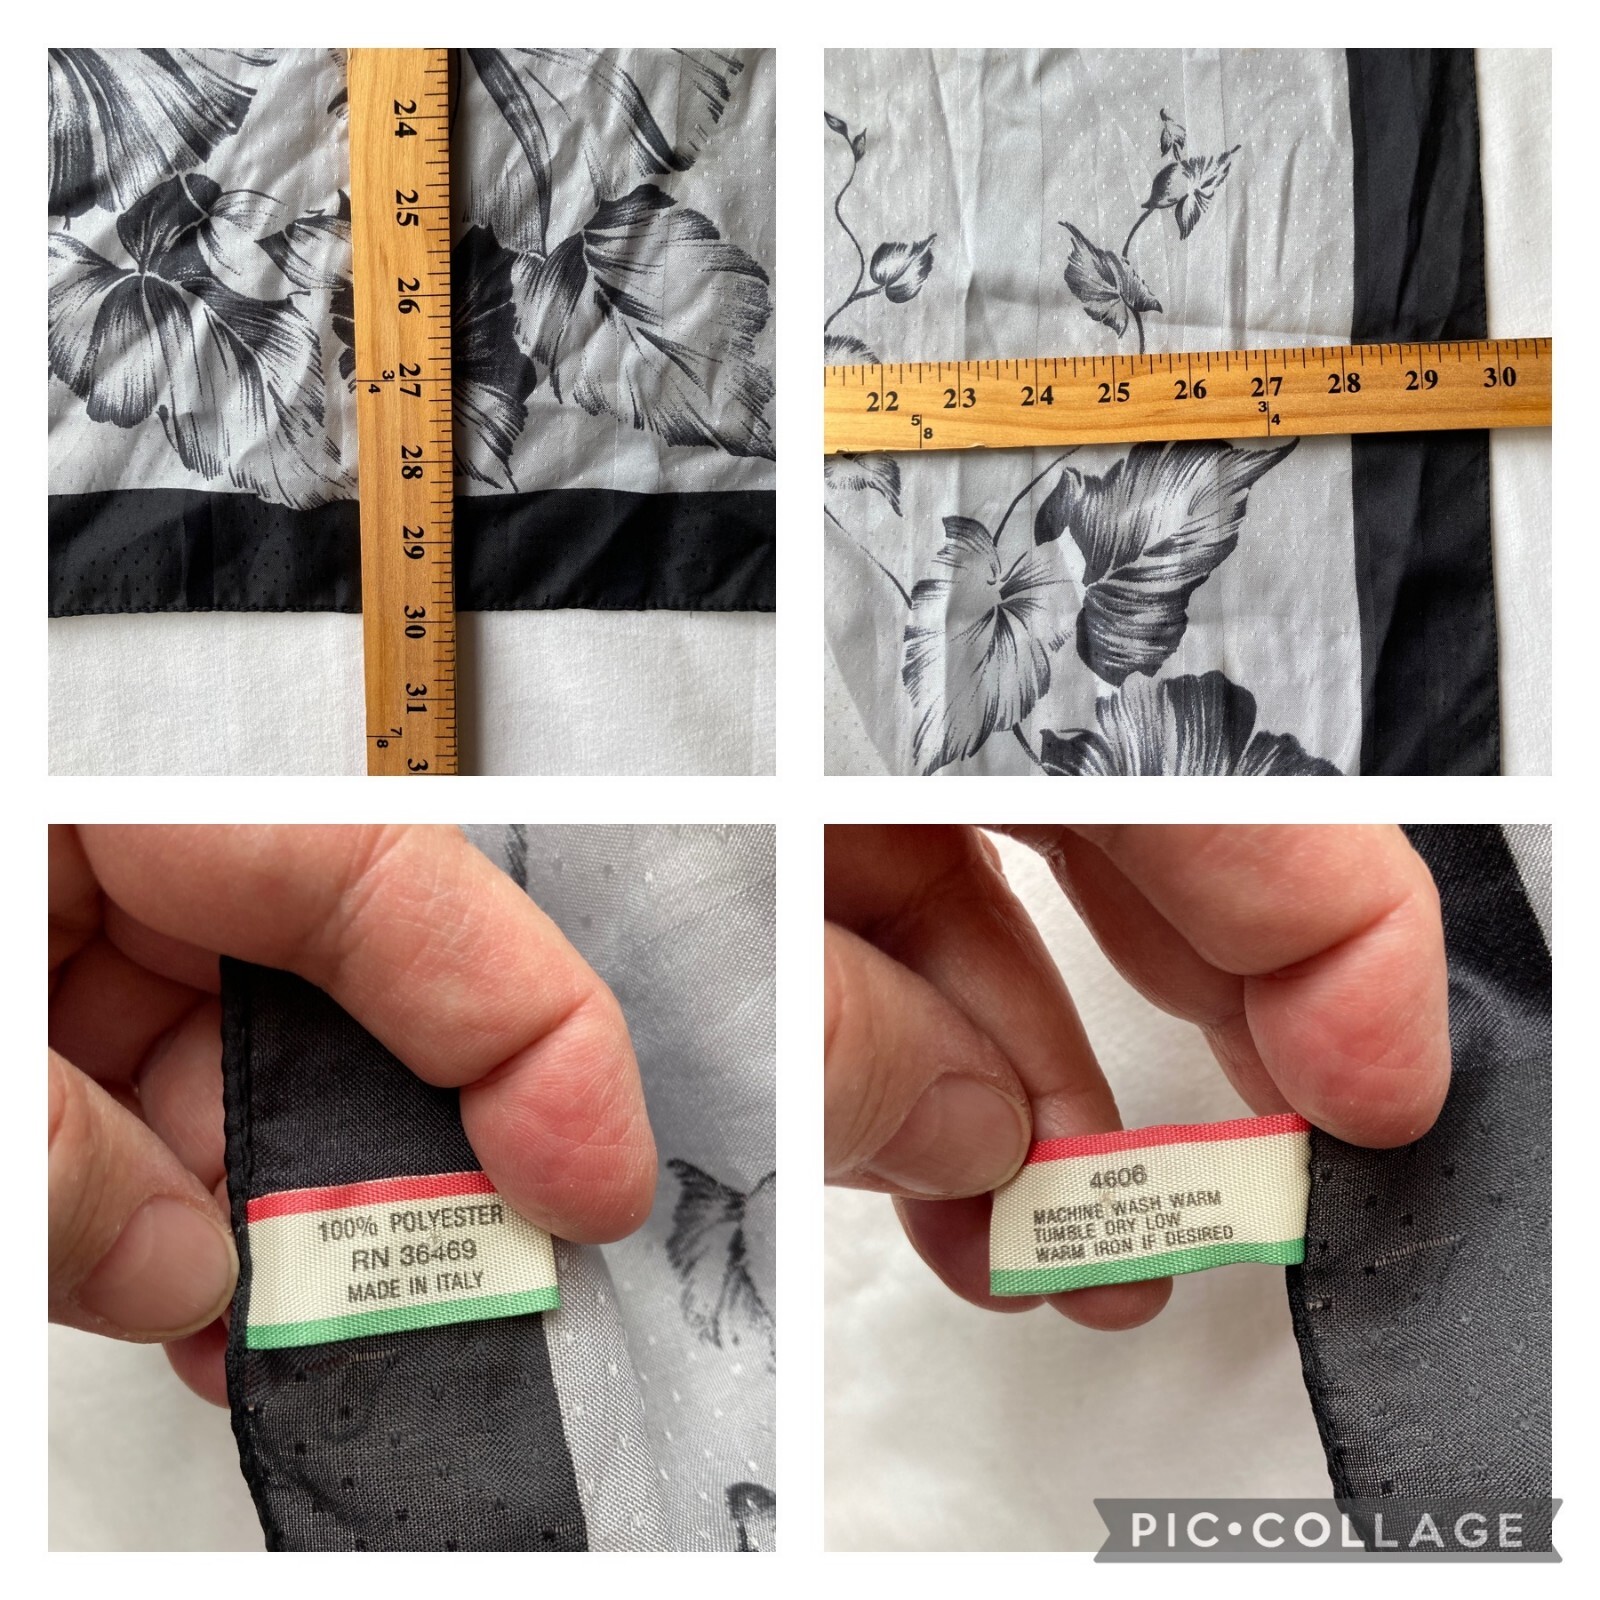 24
25
26
3/4 27
28
29
30
31
7/8 3
22 23 24 25 26 27 28 29 30
5/8 3/4
100% POLYESTER
RN 36469
MADE IN ITALY
4606
MACHINE WASH WARM
TUMBLE DRY LOW
WARM IRON IF DESIRED
PIC•COLLAGE